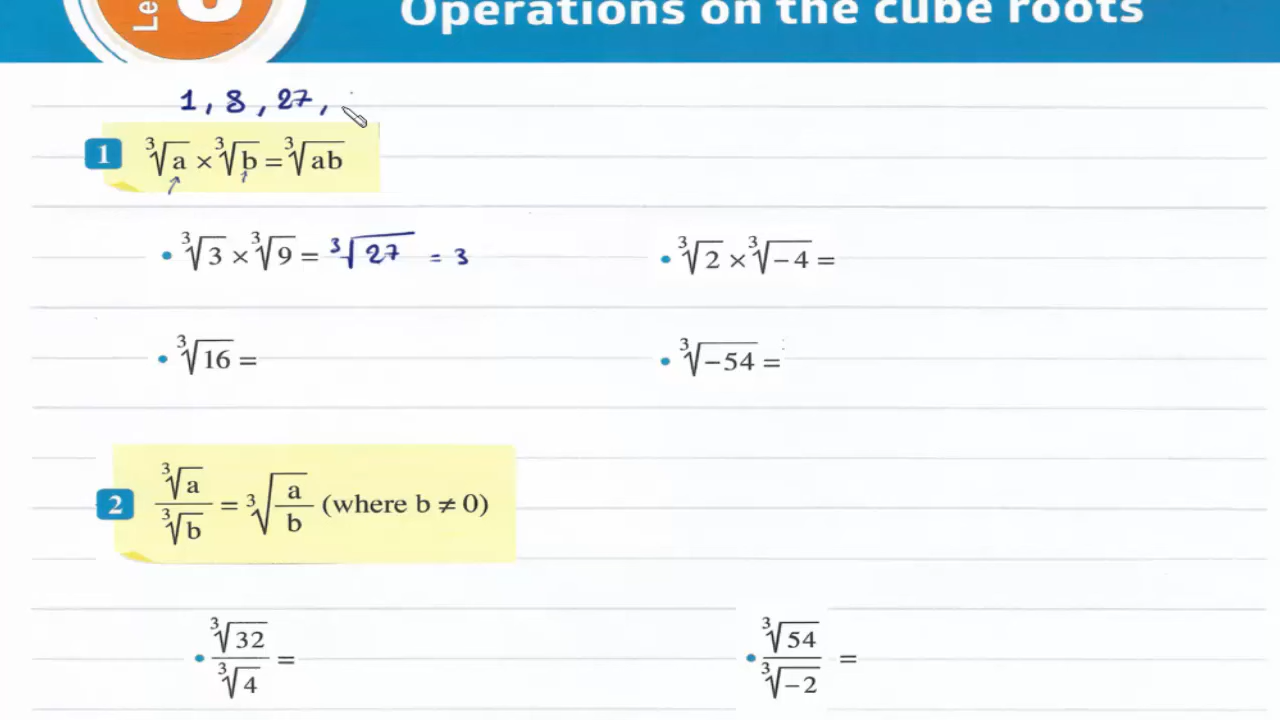 Le
Operations on the cube roots
1, 8, 27,
1 ∛a × ∛b = ∛ab
• ∛3 × ∛9 = ∛27 = 3
• ∛2 × ∛−4 =
• ∛16 =
• ∛−54 =
2 ∛a / ∛b = ∛(a/b) (where b ≠ 0)
• ∛32 / ∛4 =
• ∛54 / ∛−2 =